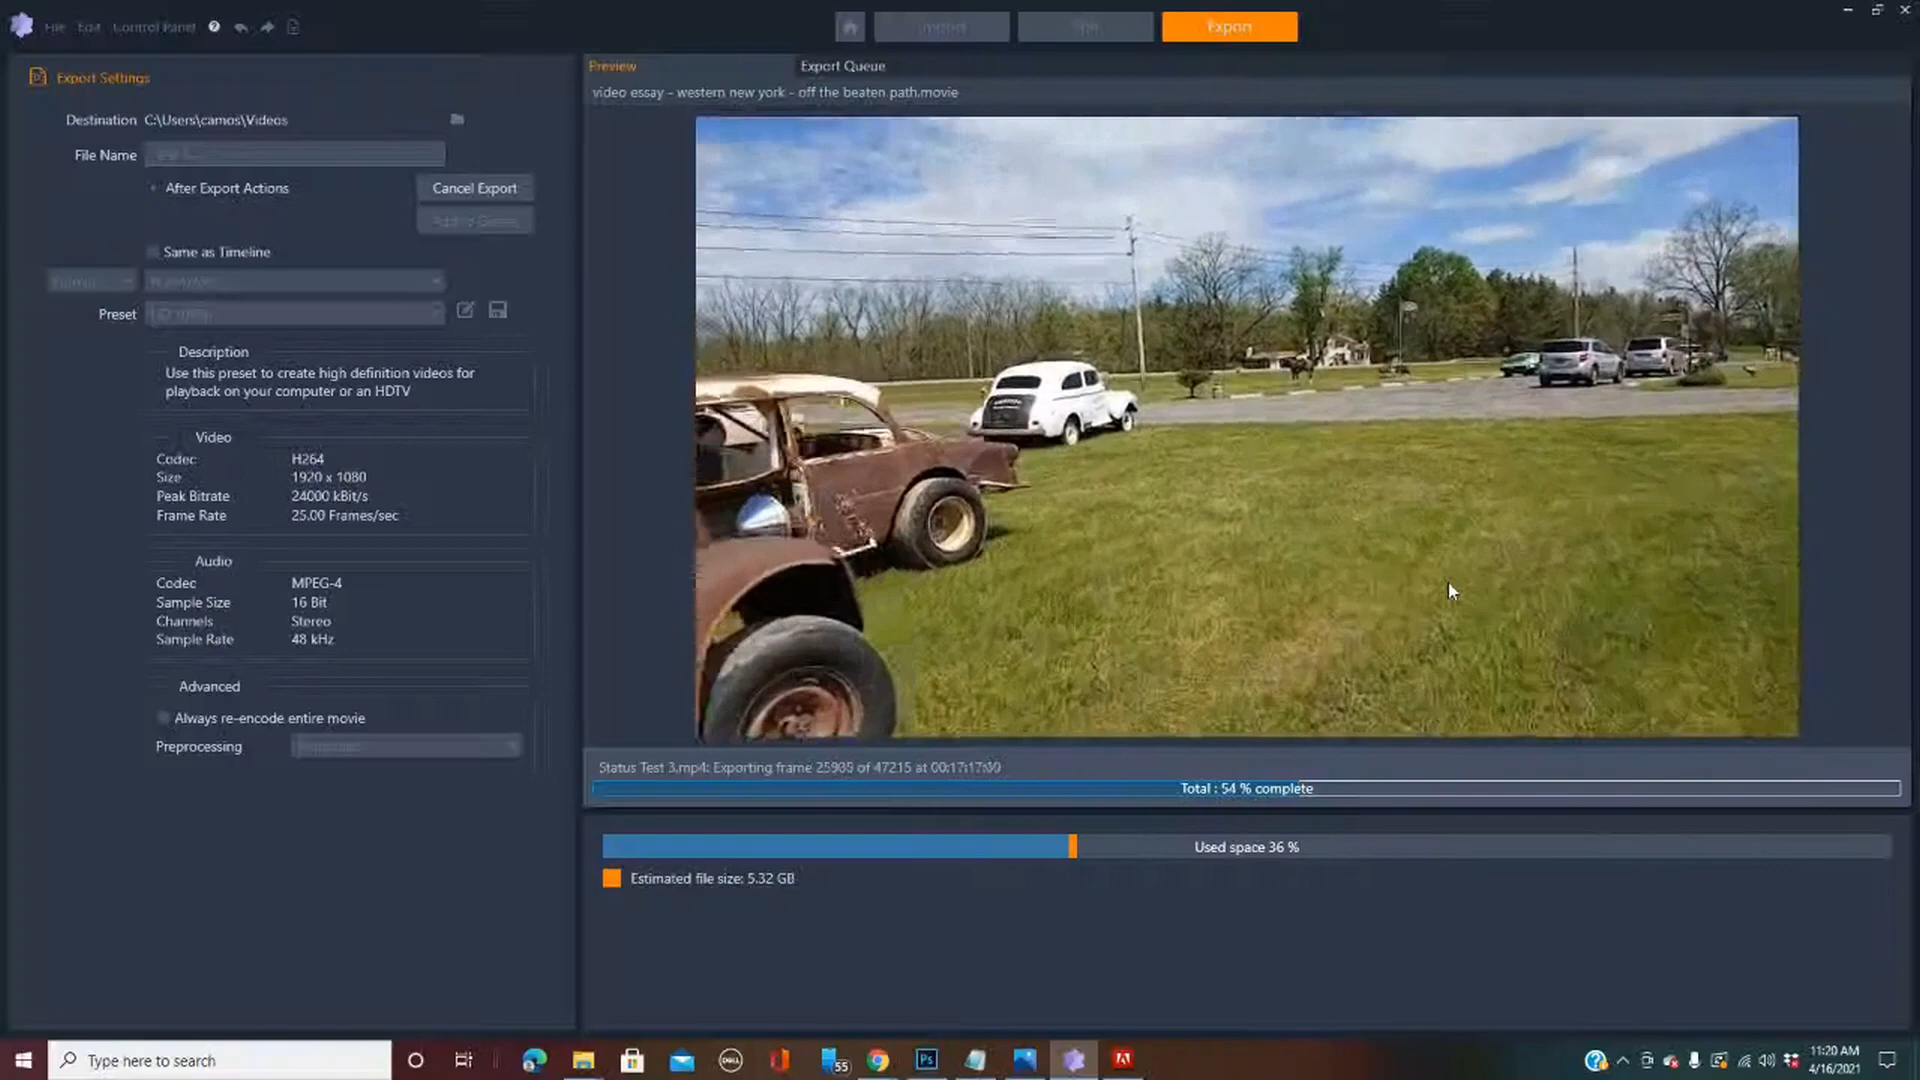 File Edit Control Panel
Export
Export Settings
Destination C:\Users\camos\Videos
File Name
After Export Actions
Cancel Export
Same as Timeline
Preset
Description
Use this preset to create high definition videos for
playback on your computer or an HDTV
Video
Codec H264
Size 1920 x 1080
Peak Bitrate 24000 kBit/s
Frame Rate 25.00 Frames/sec
Audio
Codec MPEG-4
Sample Size 16 Bit
Channels Stereo
Sample Rate 48 kHz
Advanced
Always re-encode entire movie
Preprocessing
Preview
Export Queue
video essay - western new york - off the beaten path.movie
Status Test 3.mp4: Exporting frame of 47215 at
Total : 54 % complete
Used space 36 %
Estimated file size: 5.32 GB
Type here to search
DELL
55
Ps
11:20 AM
4/16/2021